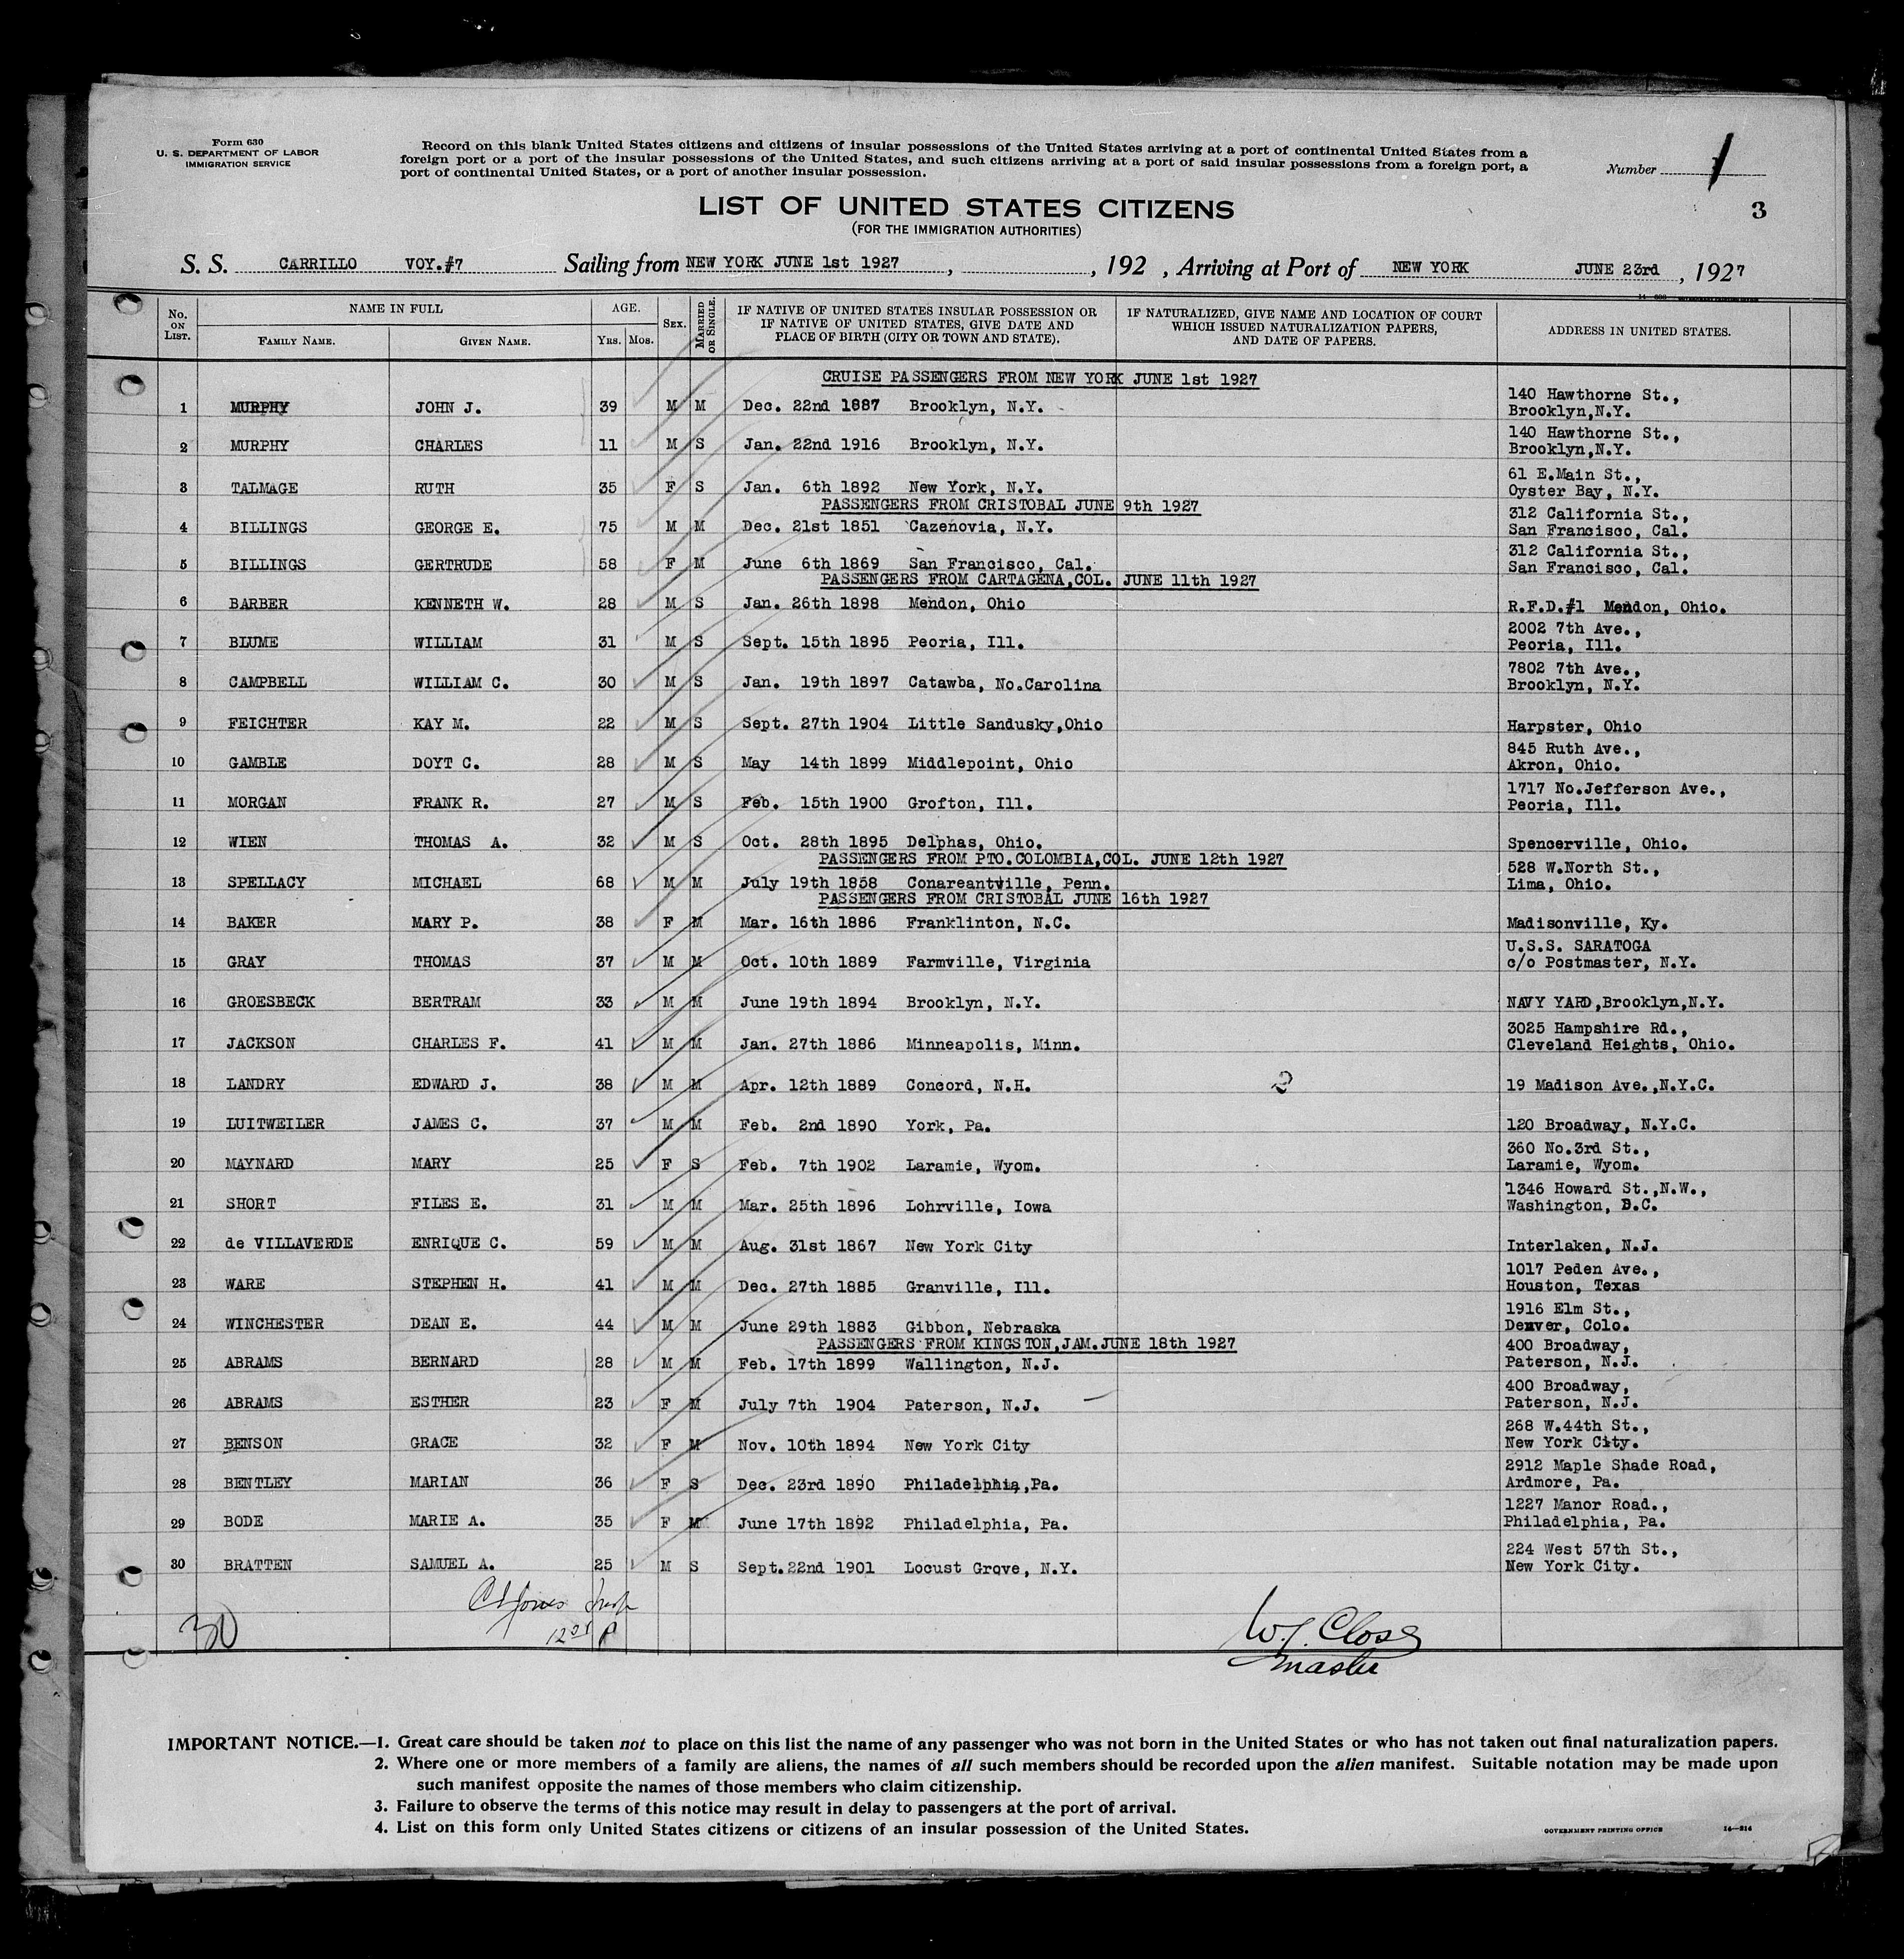 Form 630
U. S. DEPARTMENT OF LABOR
IMMIGRATION SERVICE
Record on this blank United States citizens and citizens of insular possessions of the United States arriving at a port of continental United States from a
foreign port or a port of the insular possessions of the United States, and such citizens arriving at a port of said insular possessions from a foreign port, a
port of continental United States, or a port of another insular possession.
Number 1
3
LIST OF UNITED STATES CITIZENS
(FOR THE IMMIGRATION AUTHORITIES)
S. S. CARRILLO VOY.#7 Sailing from NEW YORK JUNE 1st 1927 , , 192 , Arriving at Port of NEW YORK JUNE 23rd , 1927
No. ON LIST. NAME IN FULL FAMILY NAME. GIVEN NAME. AGE. YRS. MOS. SEX. MARRIED OR SINGLE. IF NATIVE OF UNITED STATES INSULAR POSSESSION OR IF NATIVE OF UNITED STATES, GIVE DATE AND PLACE OF BIRTH (CITY OR TOWN AND STATE). IF NATURALIZED, GIVE NAME AND LOCATION OF COURT WHICH ISSUED NATURALIZATION PAPERS, AND DATE OF PAPERS. ADDRESS IN UNITED STATES.
CRUISE PASSENGERS FROM NEW YORK JUNE 1st 1927
1 MURPHY JOHN J. 39 M M Dec. 22nd 1887 Brooklyn, N.Y. 140 Hawthorne St., Brooklyn,N.Y.
2 MURPHY CHARLES 11 M S Jan. 22nd 1916 Brooklyn, N.Y. 140 Hawthorne St., Brooklyn,N.Y.
3 TALMAGE RUTH 35 F S Jan. 6th 1892 New York, N.Y. 61 E.Main St., Oyster Bay, N.Y.
PASSENGERS FROM CRISTOBAL JUNE 9th 1927
4 BILLINGS GEORGE E. 75 M M Dec. 21st 1851 Cazenovia, N.Y. 312 California St., San Francisco, Cal.
5 BILLINGS GERTRUDE 58 F M June 6th 1869 San Francisco, Cal. 312 California St., San Francisco, Cal.
PASSENGERS FROM CARTAGENA,COL. JUNE 11th 1927
6 BARBER KENNETH W. 28 M S Jan. 26th 1898 Mendon, Ohio R.F.D.#1 Mendon, Ohio.
7 BLUME WILLIAM 31 M S Sept. 15th 1895 Peoria, Ill. 2002 7th Ave., Peoria, Ill.
8 CAMPBELL WILLIAM C. 30 M S Jan. 19th 1897 Catawba, No.Carolina 7802 7th Ave., Brooklyn, N.Y.
9 FEICHTER KAY M. 22 M S Sept. 27th 1904 Little Sandusky,Ohio Harpster, Ohio
10 GAMBLE DOYT C. 28 M S May 14th 1899 Middlepoint, Ohio 845 Ruth Ave., Akron, Ohio.
11 MORGAN FRANK R. 27 M S Feb. 15th 1900 Grofton, Ill. 1717 No.Jefferson Ave., Peoria, Ill.
12 WIEN THOMAS A. 32 M S Oct. 28th 1895 Delphas, Ohio. Spencerville, Ohio.
PASSENGERS FROM PTO.COLOMBIA,COL. JUNE 12th 1927
13 SPELLACY MICHAEL 68 M M July 19th 1858 Conareantville, Penn. 528 W.North St., Lima, Ohio.
PASSENGERS FROM CRISTOBAL JUNE 16th 1927
14 BAKER MARY P. 38 F M Mar. 16th 1886 Franklinton, N.C. Madisonville, Ky.
15 GRAY THOMAS 37 M M Oct. 10th 1889 Farmville, Virginia U.S.S. SARATOGA c/o Postmaster, N.Y.
16 GROESBECK BERTRAM 33 M M June 19th 1894 Brooklyn, N.Y. NAVY YARD,Brooklyn,N.Y.
17 JACKSON CHARLES F. 41 M M Jan. 27th 1886 Minneapolis, Minn. 3025 Hampshire Rd., Cleveland Heights, Ohio.
18 LANDRY EDWARD J. 38 M M Apr. 12th 1889 Concord, N.H. 2 19 Madison Ave.,N.Y.C.
19 LUITWEILER JAMES C. 37 M M Feb. 2nd 1890 York, Pa. 120 Broadway, N.Y.C.
20 MAYNARD MARY 25 F S Feb. 7th 1902 Laramie, Wyom. 360 No.3rd St., Laramie, Wyom.
21 SHORT FILES E. 31 M M Mar. 25th 1896 Lohrville, Iowa 1346 Howard St.,N.W., Washington, D.C.
22 de VILLAVERDE ENRIQUE C. 59 M M Aug. 31st 1867 New York City Interlaken, N.J.
23 WARE STEPHEN H. 41 M M Dec. 27th 1885 Granville, Ill. 1017 Peden Ave., Houston, Texas
24 WINCHESTER DEAN E. 44 M M June 29th 1883 Gibbon, Nebraska 1916 Elm St., Denver, Colo.
PASSENGERS FROM KINGSTON,JAM.JUNE 18th 1927
25 ABRAMS BERNARD 28 M M Feb. 17th 1899 Wallington, N.J. 400 Broadway, Paterson, N.J.
26 ABRAMS ESTHER 23 F M July 7th 1904 Paterson, N.J. 400 Broadway, Paterson, N.J.
27 BENSON GRACE 32 F M Nov. 10th 1894 New York City 268 W.44th St., New York City.
28 BENTLEY MARIAN 36 F S Dec. 23rd 1890 Philadelphia,Pa. 2912 Maple Shade Road, Ardmore, Pa.
29 BODE MARIE A. 35 F M June 17th 1892 Philadelphia, Pa. 1227 Manor Road., Philadelphia, Pa.
30 BRATTEN SAMUEL A. 25 M S Sept.22nd 1901 Locust Grove, N.Y. 224 West 57th St., New York City.
30
W. J. Close
master
IMPORTANT NOTICE.—1. Great care should be taken not to place on this list the name of any passenger who was not born in the United States or who has not taken out final naturalization papers.
2. Where one or more members of a family are aliens, the names of all such members should be recorded upon the alien manifest. Suitable notation may be made upon
such manifest opposite the names of those members who claim citizenship.
3. Failure to observe the terms of this notice may result in delay to passengers at the port of arrival.
4. List on this form only United States citizens or citizens of an insular possession of the United States.
GOVERNMENT PRINTING OFFICE 14—314